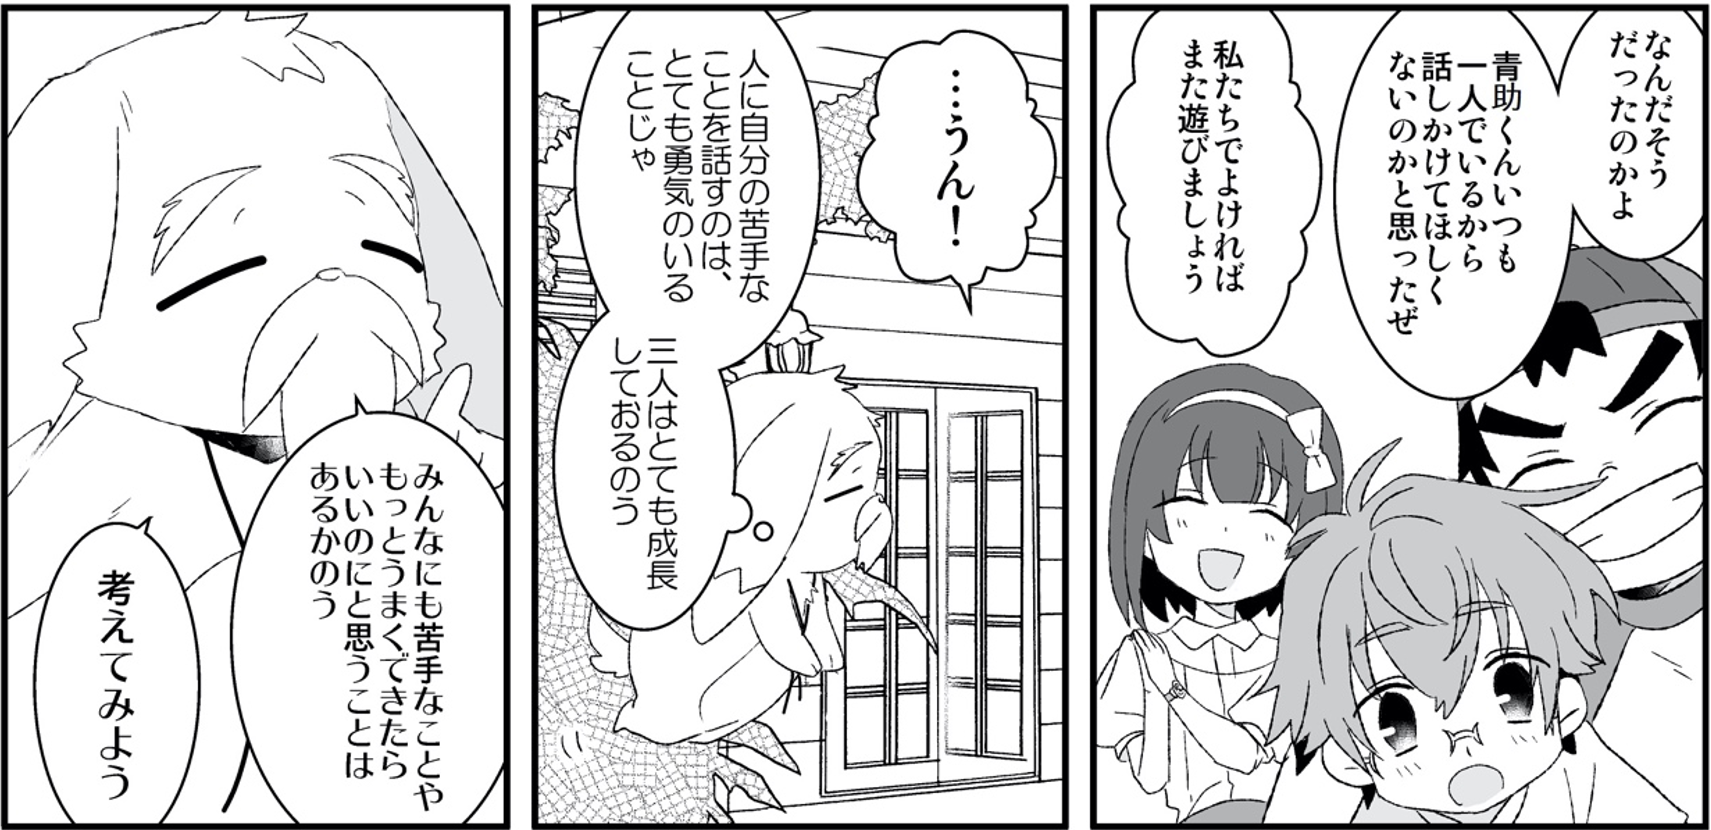 なんだそう
だったのかよ
青助くんいつも
一人でいるから
話しかけてほしく
ないのかと思ったぜ
私たちでよければ
また遊びましょう
…うん!
人に自分の苦手な
ことを話すのは、
とても勇気のいる
ことじゃ
三人はとても成長
しておるのう
みんなにも苦手なことや
もっとうまくできたら
いいのにと思うことは
あるかのう
考えてみよう